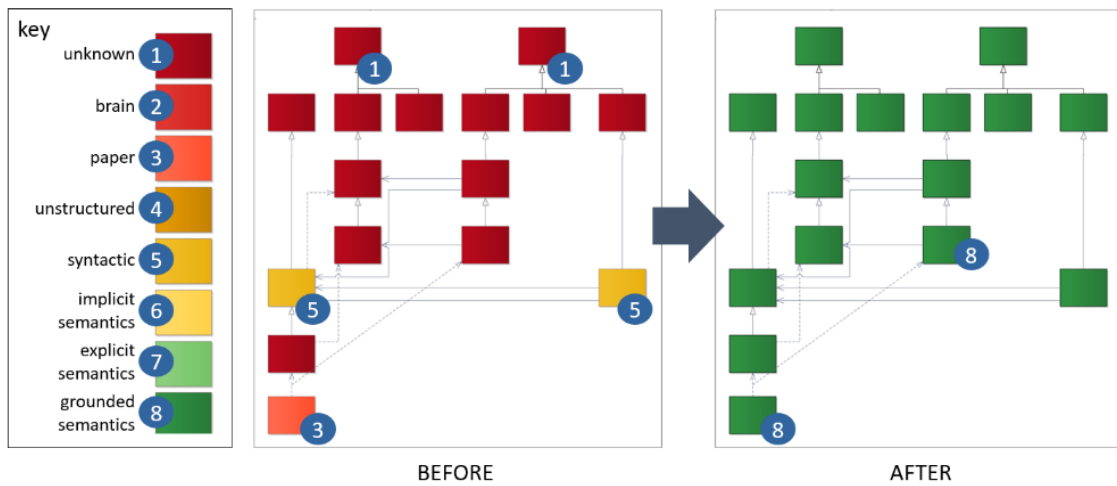 key
unknown 1
brain 2
paper 3
unstructured 4
syntactic 5
implicit
semantics 6
explicit
semantics 7
grounded
semantics 8
1
1
5
5
3
BEFORE
8
8
AFTER